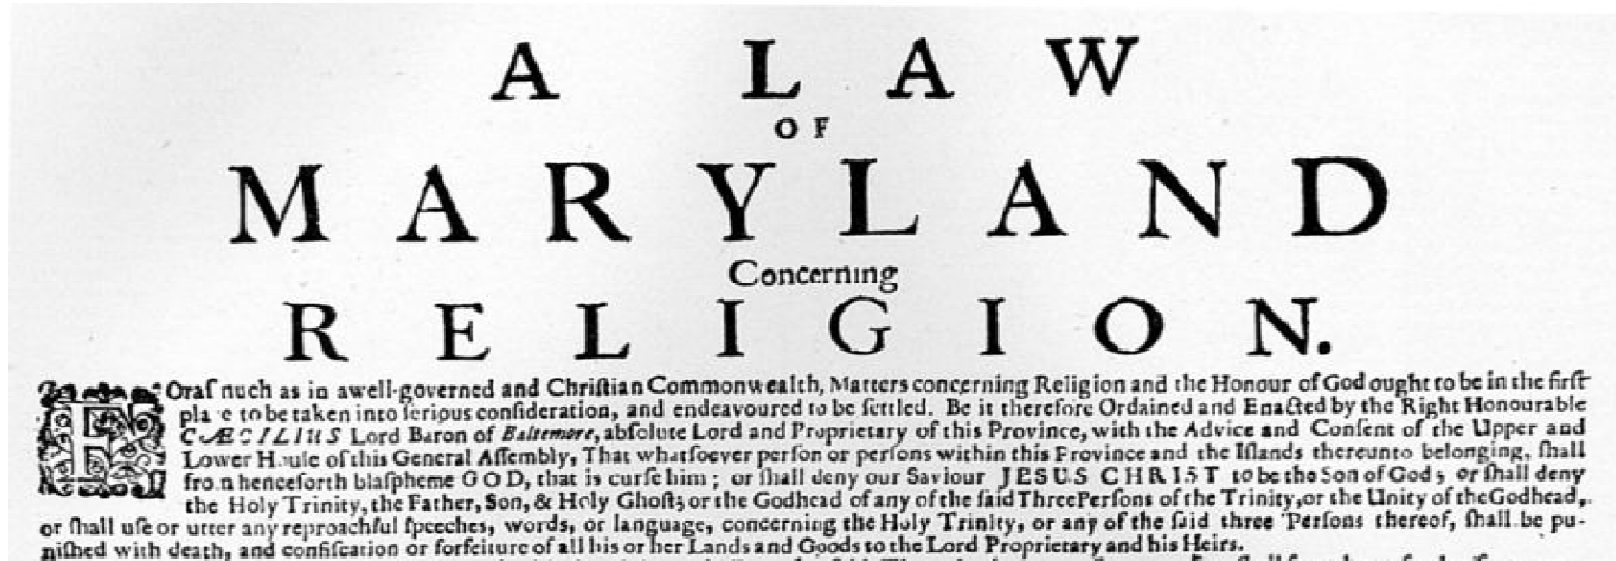 A LAW
OF
MARYLAND
Concerning
RELIGION.
FOraſmuch as in a well-governed and Chriſtian Commonwealth, Matters concerning Religion and the Honour of God ought to be in the firſt
place to be taken into ſerious conſideration, and endeavoured to be ſettled. Be it therefore Ordained and Enacted by the Right Honourable
CÆCILIUS Lord Baron of Baltemore, abſolute Lord and Proprietary of this Province, with the Advice and Conſent of the Upper and
Lower Houſe of this General Aſſembly, That whatſoever perſon or perſons within this Province and the Iſlands thereunto belonging, ſhall
from henceforth blaſpheme GOD, that is curſe him; or ſhall deny our Saviour JESUS CHRIST to be the Son of God; or ſhall deny
the Holy Trinity, the Father, Son, & Holy Ghoſt; or the Godhead of any of the ſaid Three Perſons of the Trinity, or the Unity of the Godhead,
or ſhall uſe or utter any reproachful ſpeeches, words, or language, concerning the Holy Trinity, or any of the ſaid three Perſons thereof, ſhall be pu-
niſhed with death, and confiſcation or forfeiture of all his or her Lands and Goods to the Lord Proprietary and his Heirs.